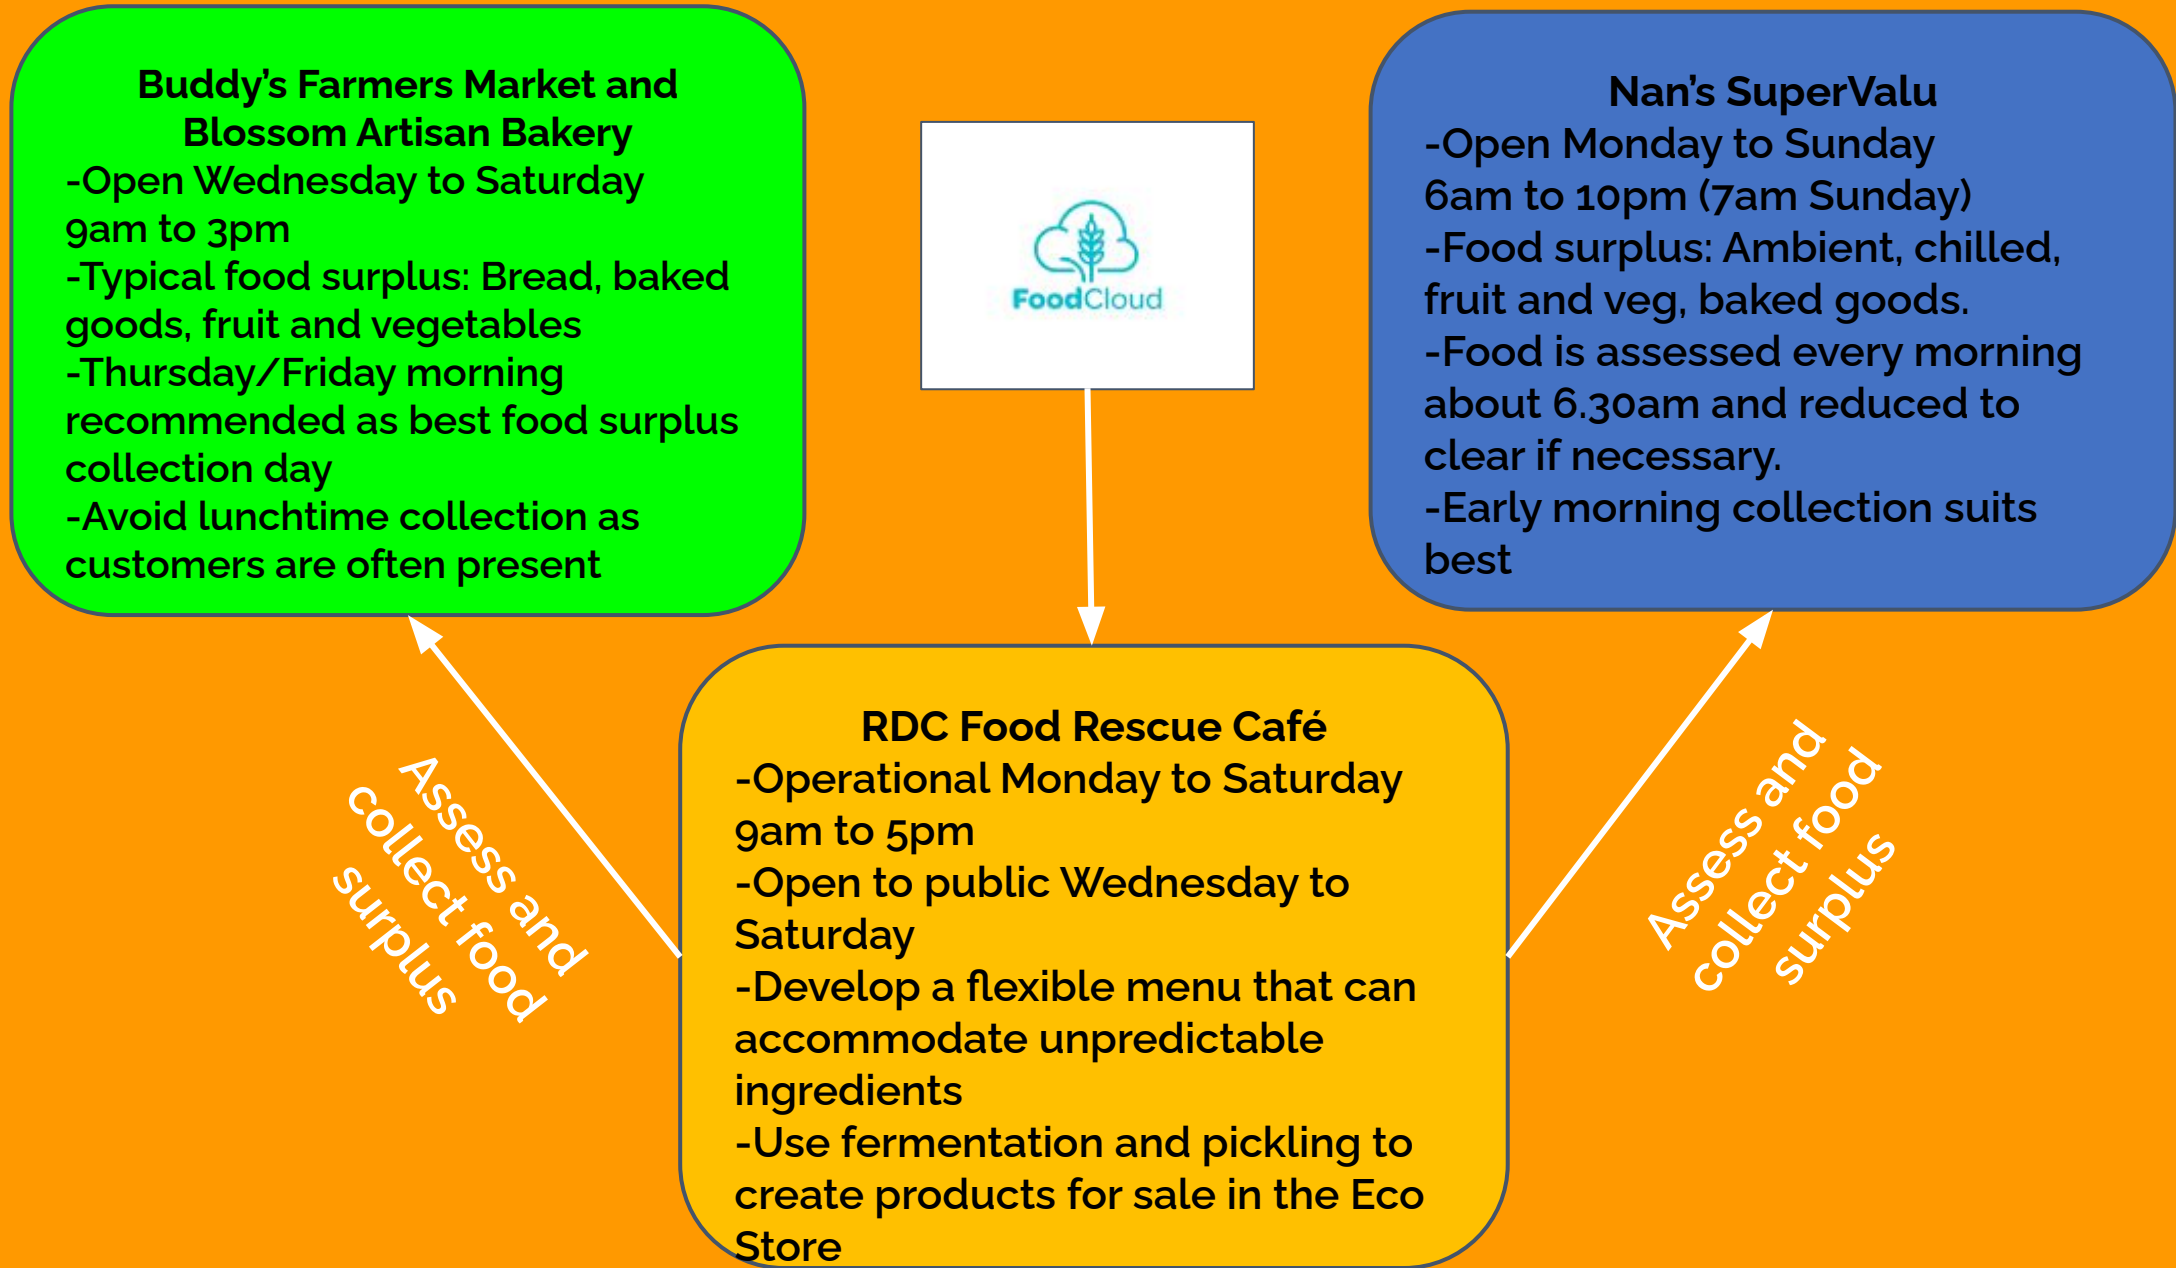 Buddy’s Farmers Market and
Blossom Artisan Bakery
-Open Wednesday to Saturday
9am to 3pm
-Typical food surplus: Bread, baked
goods, fruit and vegetables
-Thursday/Friday morning
recommended as best food surplus
collection day
-Avoid lunchtime collection as
customers are often present
FoodCloud
Nan’s SuperValu
-Open Monday to Sunday
6am to 10pm (7am Sunday)
-Food surplus: Ambient, chilled,
fruit and veg, baked goods.
-Food is assessed every morning
about 6.30am and reduced to
clear if necessary.
-Early morning collection suits
best
Assess and
collect food
surplus
RDC Food Rescue Café
-Operational Monday to Saturday
9am to 5pm
-Open to public Wednesday to
Saturday
-Develop a flexible menu that can
accommodate unpredictable
ingredients
-Use fermentation and pickling to
create products for sale in the Eco
Store
Assess and
collect food
surplus